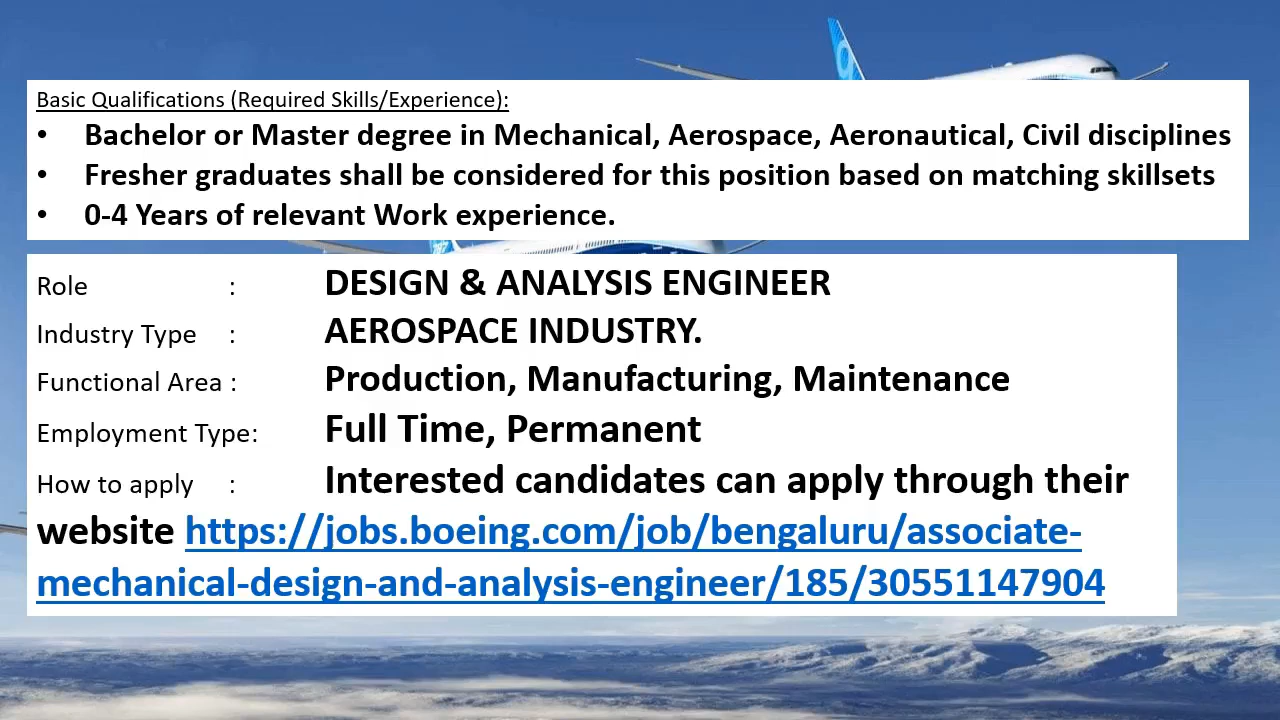 Basic Qualifications (Required Skills/Experience):
• Bachelor or Master degree in Mechanical, Aerospace, Aeronautical, Civil disciplines
• Fresher graduates shall be considered for this position based on matching skillsets
• 0-4 Years of relevant Work experience.
Role : DESIGN & ANALYSIS ENGINEER
Industry Type : AEROSPACE INDUSTRY.
Functional Area : Production, Manufacturing, Maintenance
Employment Type: Full Time, Permanent
How to apply : Interested candidates can apply through their
website https://jobs.boeing.com/job/bengaluru/associate-
mechanical-design-and-analysis-engineer/185/30551147904